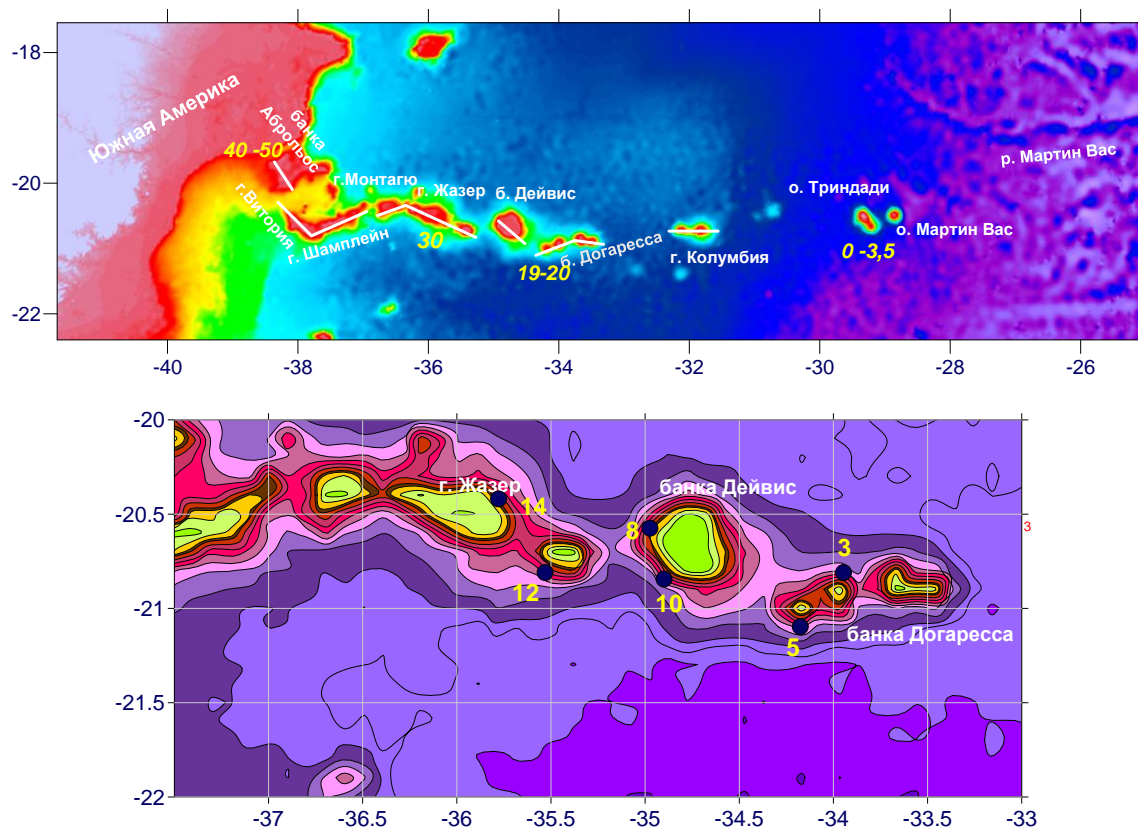 -18
-20
-22
Южная Америка
банка
Аброльос
40 -50
г.Витория
г.Монтагю
г. Шамплейн
г. Жазер
30
б. Дейвис
19-20
б. Догаресса
г. Колумбия
о. Триндади
0 -3,5
о. Мартин Вас
р. Мартин Вас
-40
-38
-36
-34
-32
-30
-28
-26
-20
-20.5
-21
-21.5
-22
г. Жазер
14
12
банка Дейвис
8
10
3
5
банка Догаресса
3
-37
-36.5
-36
-35.5
-35
-34.5
-34
-33.5
-33